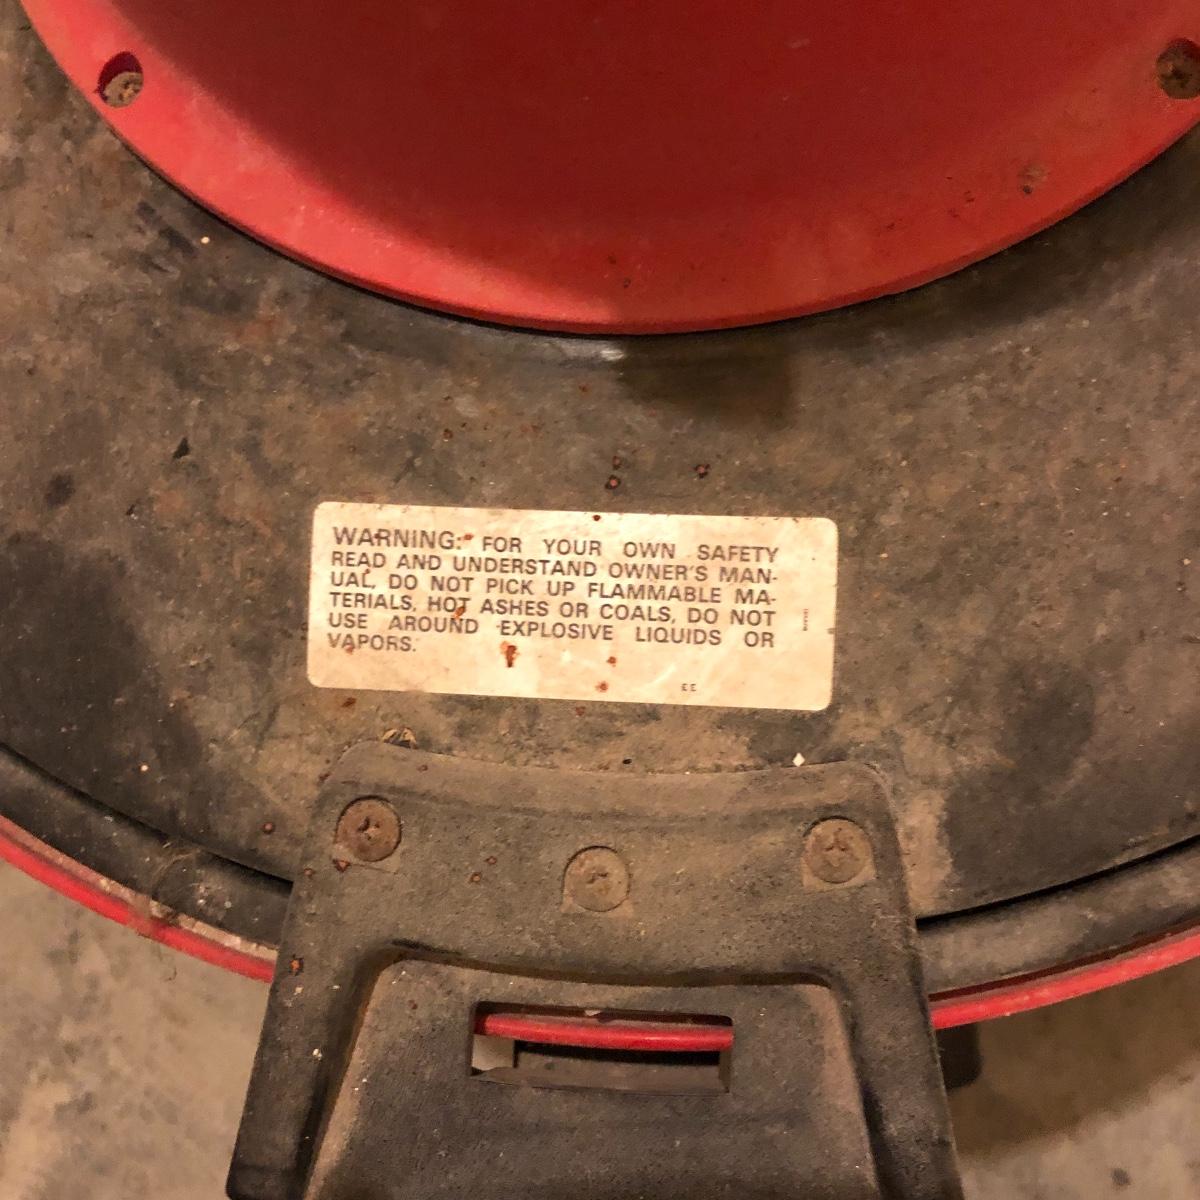 WARNING: FOR YOUR OWN SAFETY
READ AND UNDERSTAND OWNER'S MAN-
UAL, DO NOT PICK UP FLAMMABLE MA-
TERIALS, HOT ASHES OR COALS, DO NOT
USE AROUND EXPLOSIVE LIQUIDS OR
VAPORS.
EE